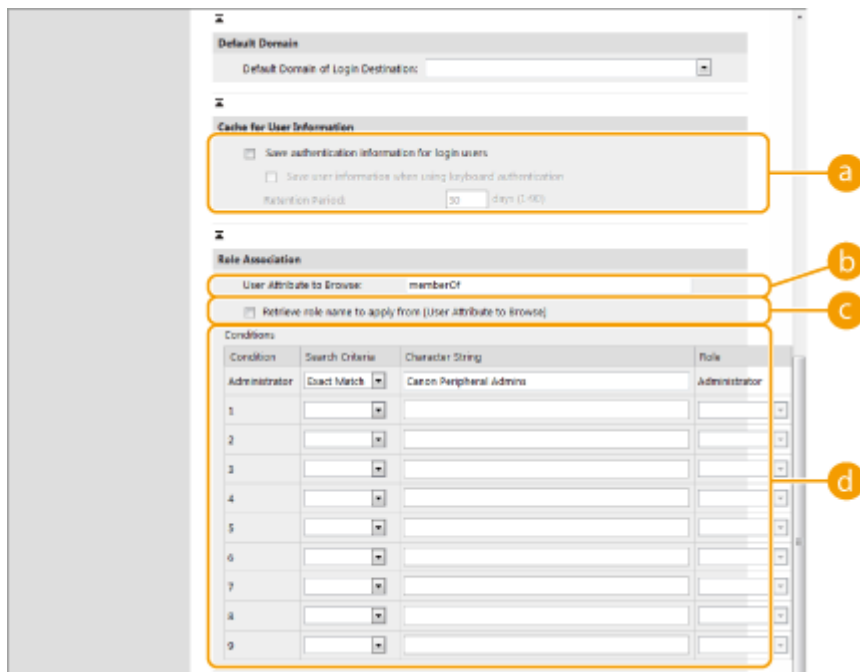 Default Domain
Default Domain of Login Destination:
Cache for User Information
Save authentication information for login users
a
Save user information when using keyboard authentication
Retention Period: 30 days (1-90)
Role Association
b
User Attribute to Browse: memberOf
c
Retrieve role name to apply from [User Attribute to Browse]
Conditions
Condition Search Criteria Character String Role
Administrator Exact Match Canon Peripheral Admins Administrator
1
2
3
4
d
5
6
7
8
9